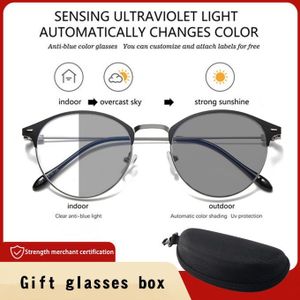 SENSING ULTRAVIOLET LIGHT
AUTOMATICALLY CHANGES COLOR
Anti-blue color glasses You can customize and attach labels for free
indoor overcast sky strong sunshine
indoor outdoor
Clear anti-blue light Automatic color shading Uv protection
Strength merchant certification
Gift glasses box